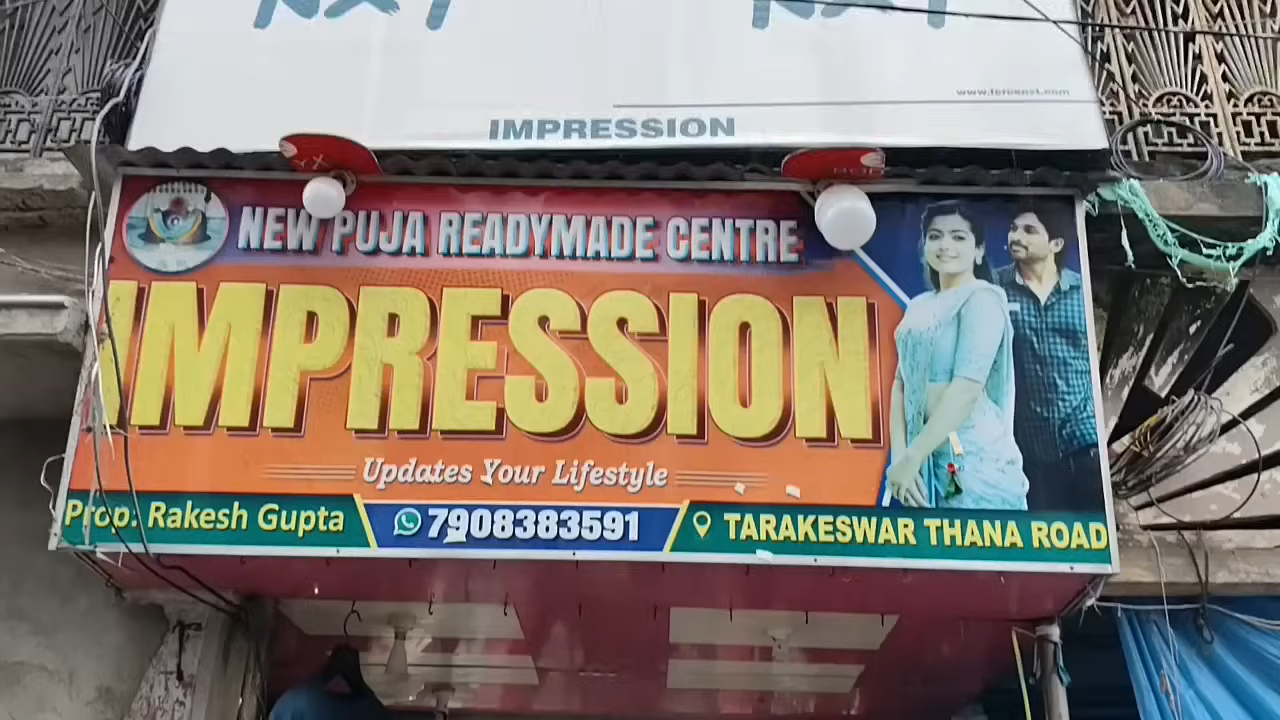 IMPRESSION
NEW PUJA READYMADE CENTRE
IMPRESSION
Updates Your Lifestyle
Prop: Rakesh Gupta
7908383591
TARAKESWAR THANA ROAD